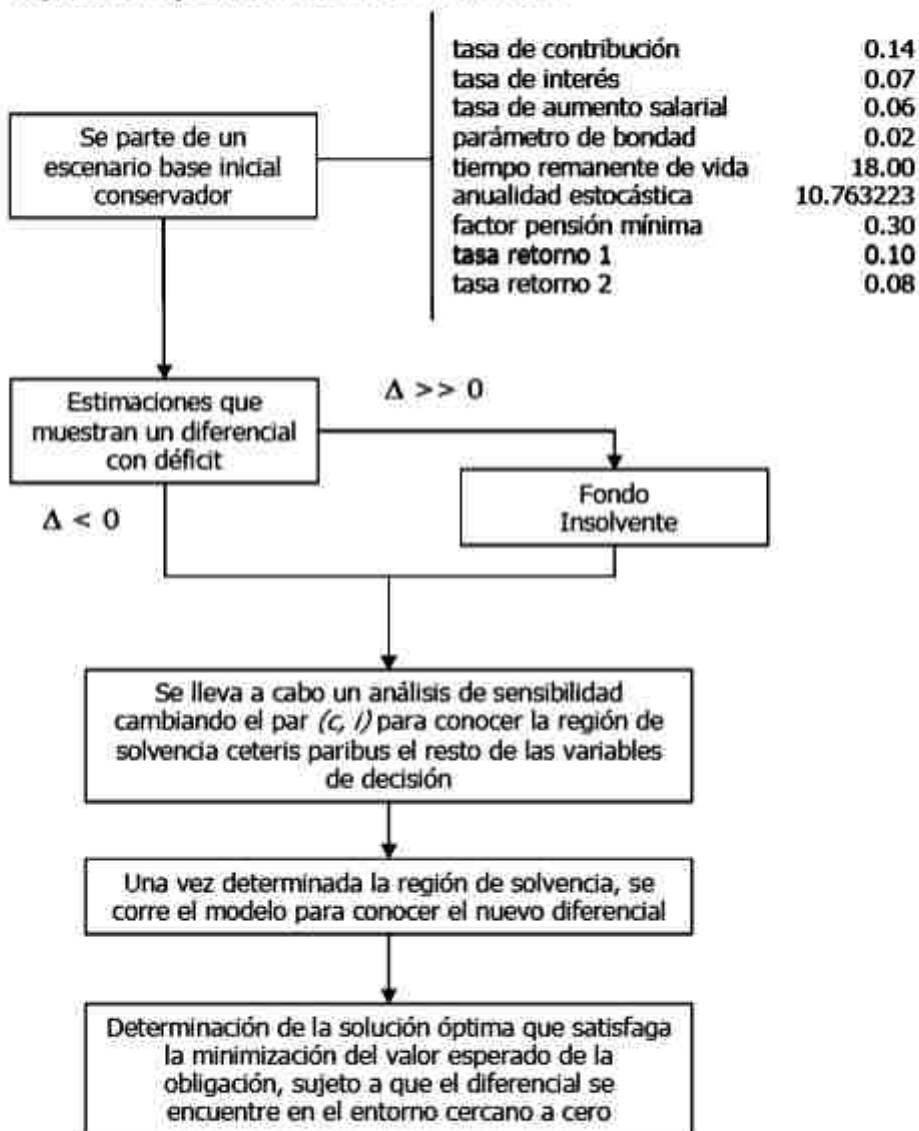 tasa de contribución 0.14
tasa de interés 0.07
tasa de aumento salarial 0.06
parámetro de bondad 0.02
tiempo remanente de vida 18.00
anualidad estocástica 10.763223
factor pensión mínima 0.30
tasa retorno 1 0.10
tasa retorno 2 0.08
Se parte de un
escenario base inicial
conservador
Estimaciones que
muestran un diferencial
con déficit
Δ >> 0
Fondo
Insolvente
Δ < 0
Se lleva a cabo un análisis de sensibilidad
cambiando el par (c, i) para conocer la región de
solvencia ceteris paribus el resto de las variables
de decisión
Una vez determinada la región de solvencia, se
corre el modelo para conocer el nuevo diferencial
Determinación de la solución óptima que satisfaga
la minimización del valor esperado de la
obligación, sujeto a que el diferencial se
encuentre en el entorno cercano a cero